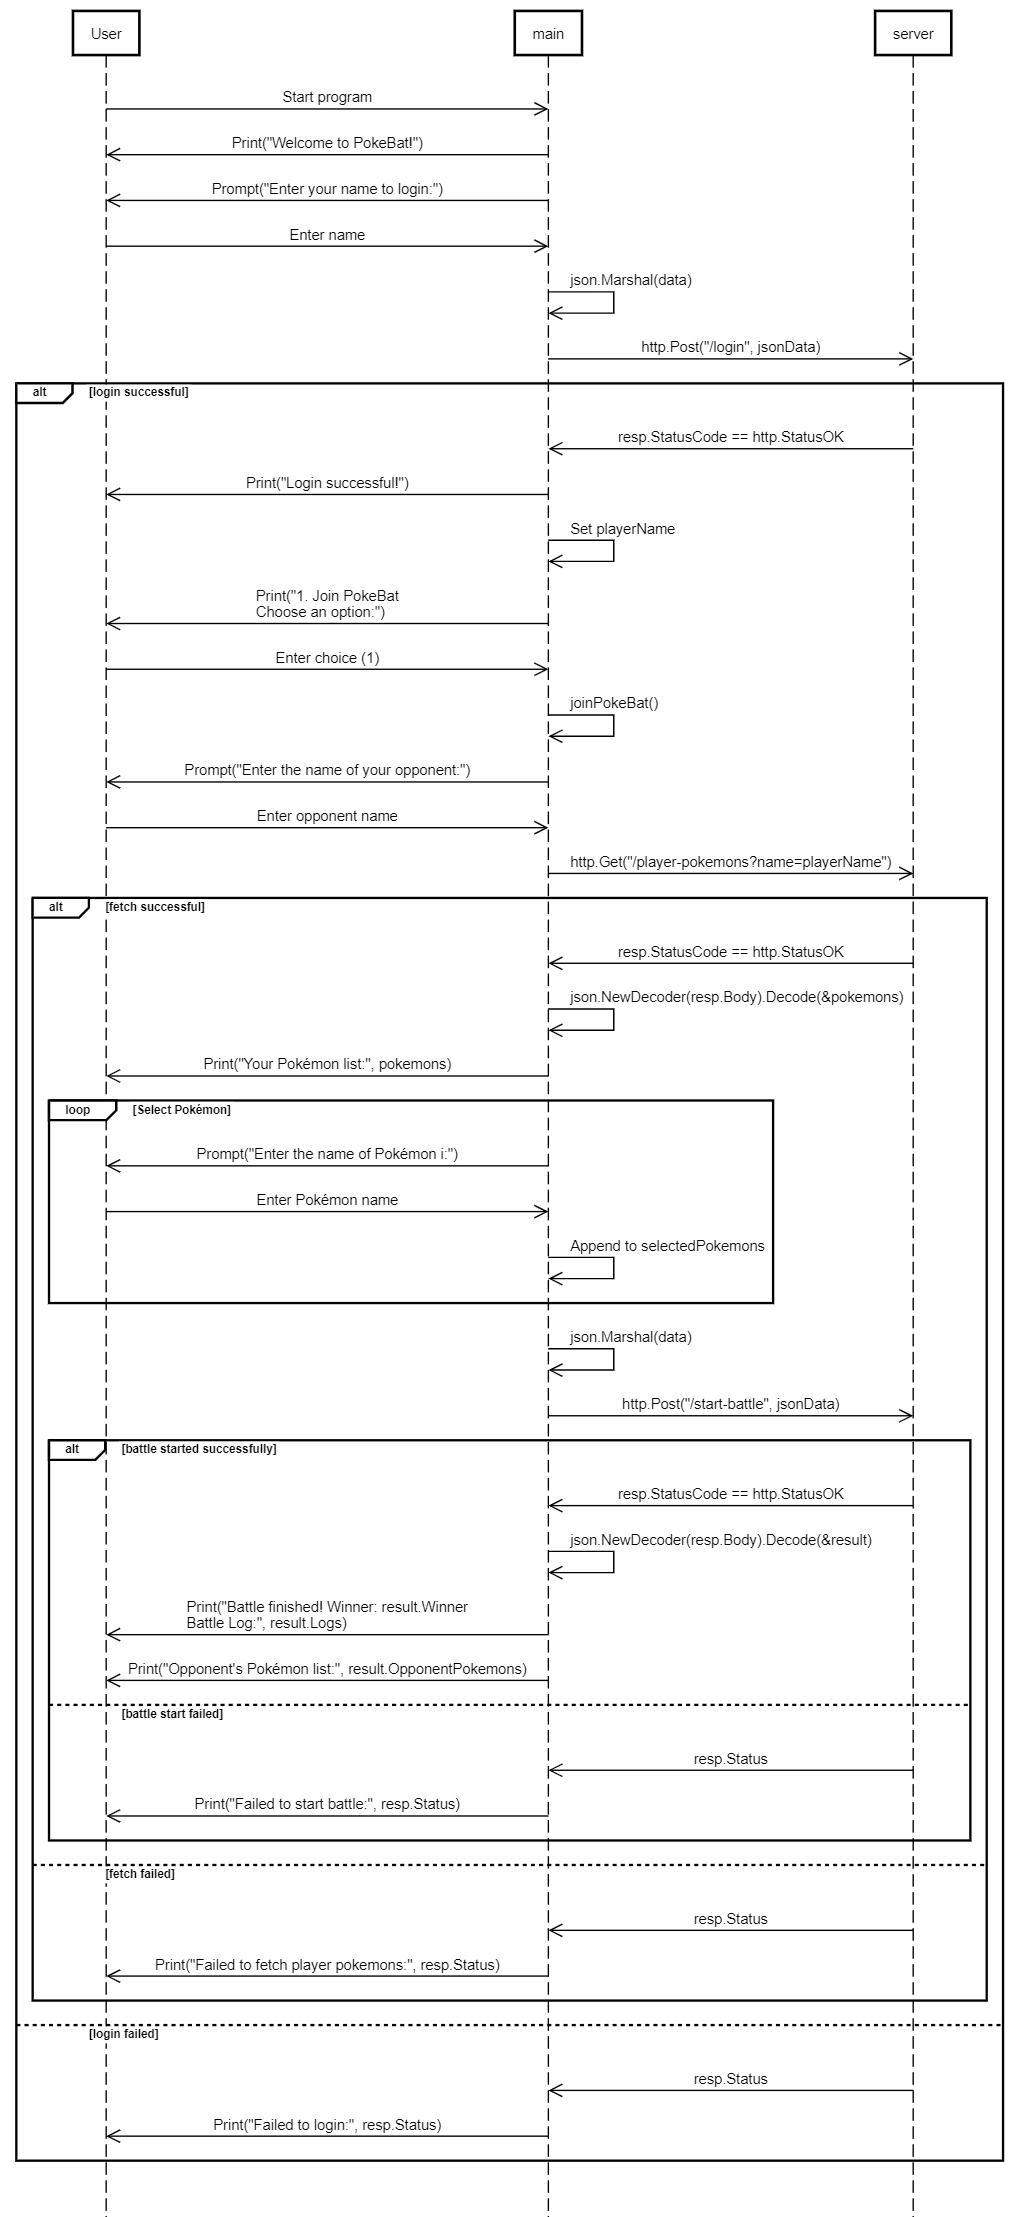 User
main
server
Start program
Print("Welcome to PokeBat!")
Prompt("Enter your name to login:")
Enter name
json.Marshal(data)
http.Post("/login", jsonData)
alt
[login successful]
resp.StatusCode == http.StatusOK
Print("Login successful!")
Set playerName
Print("1. Join PokeBat
Choose an option:")
Enter choice (1)
joinPokeBat()
Prompt("Enter the name of your opponent:")
Enter opponent name
http.Get("/player-pokemons?name=playerName")
alt
[fetch successful]
resp.StatusCode == http.StatusOK
json.NewDecoder(resp.Body).Decode(&pokemons)
Print("Your Pokémon list:", pokemons)
loop
[Select Pokémon]
Prompt("Enter the name of Pokémon i:")
Enter Pokémon name
Append to selectedPokemons
json.Marshal(data)
http.Post("/start-battle", jsonData)
alt
[battle started successfully]
resp.StatusCode == http.StatusOK
json.NewDecoder(resp.Body).Decode(&result)
Print("Battle finished! Winner: result.Winner
Battle Log:", result.Logs)
Print("Opponent's Pokémon list:", result.OpponentPokemons)
[battle start failed]
resp.Status
Print("Failed to start battle:", resp.Status)
[fetch failed]
resp.Status
Print("Failed to fetch player pokemons:", resp.Status)
[login failed]
resp.Status
Print("Failed to login:", resp.Status)